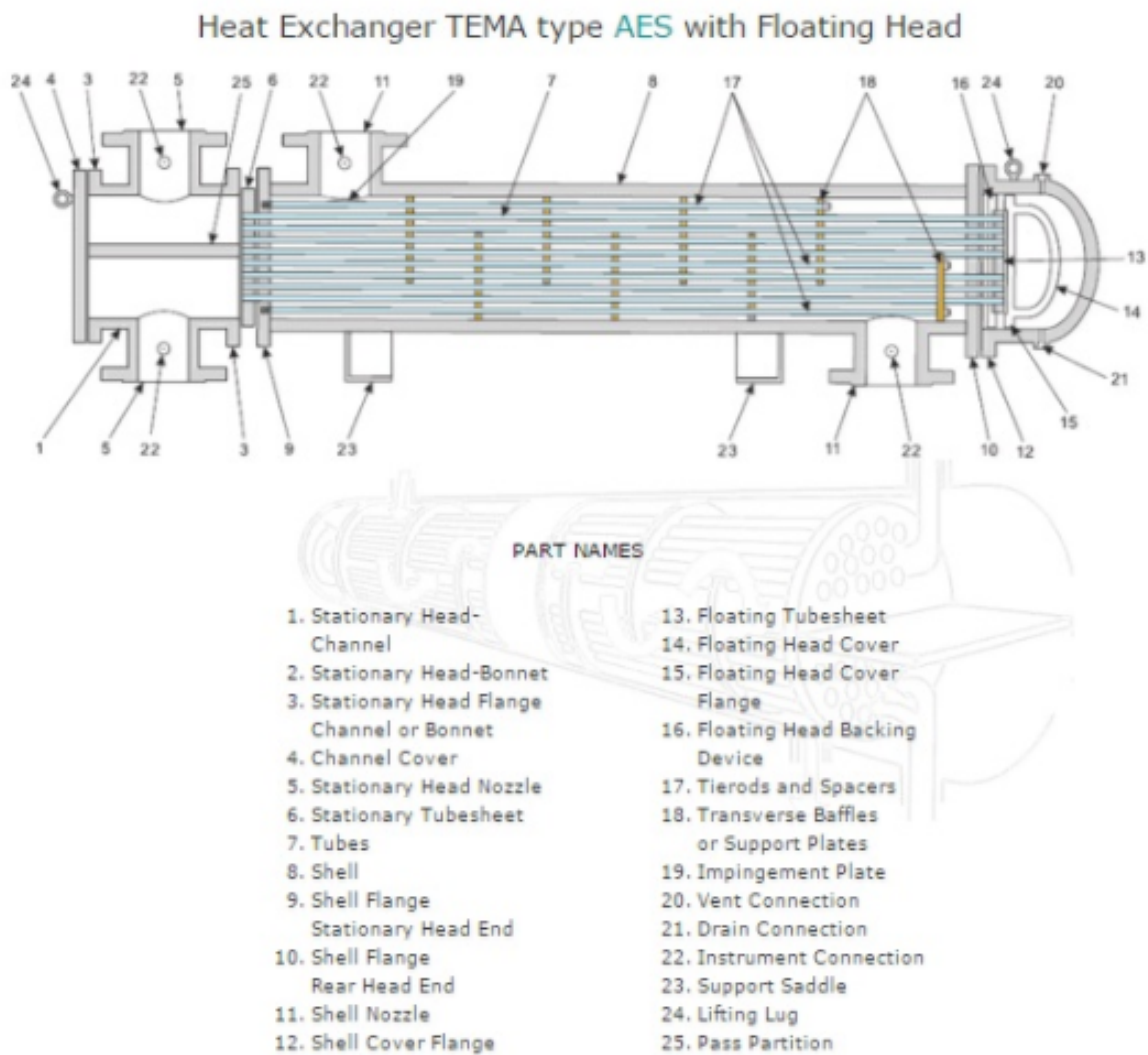 Heat Exchanger TEMA type AES with Floating Head
24 4 3 22 5 25 6 22 11 19 7 8 17 18 16 24 20
13
14
21
15
1 5 22 3 9 23 23 11 22 10 12
PART NAMES
1. Stationary Head-
Channel
2. Stationary Head-Bonnet
3. Stationary Head Flange
Channel or Bonnet
4. Channel Cover
5. Stationary Head Nozzle
6. Stationary Tubesheet
7. Tubes
8. Shell
9. Shell Flange
Stationary Head End
10. Shell Flange
Rear Head End
11. Shell Nozzle
12. Shell Cover Flange
13. Floating Tubesheet
14. Floating Head Cover
15. Floating Head Cover
Flange
16. Floating Head Backing
Device
17. Tierods and Spacers
18. Transverse Baffles
or Support Plates
19. Impingement Plate
20. Vent Connection
21. Drain Connection
22. Instrument Connection
23. Support Saddle
24. Lifting Lug
25. Pass Partition